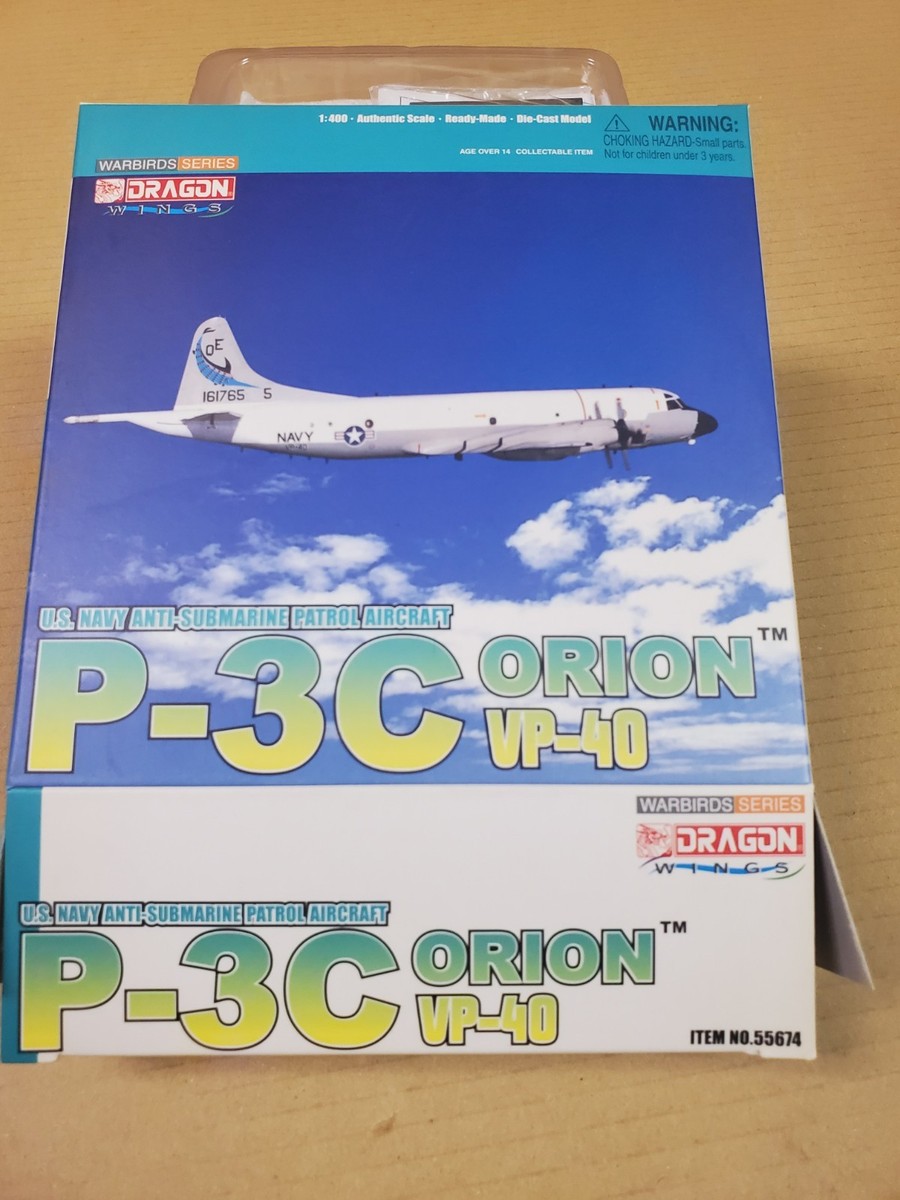 1:400 · Authentic Scale · Ready-Made · Die-Cast Model
AGE OVER 14 COLLECTABLE ITEM
WARNING:
CHOKING HAZARD-Small parts.
Not for children under 3 years.
WARBIRDS SERIES
DRAGON
WINGS
OE
161765 5
NAVY
U.S. NAVY ANTI-SUBMARINE PATROL AIRCRAFT
P-3C ORION™
VP-40
WARBIRDS SERIES
DRAGON
WINGS
U.S. NAVY ANTI-SUBMARINE PATROL AIRCRAFT
P-3C ORION™
VP-40
ITEM NO.55674